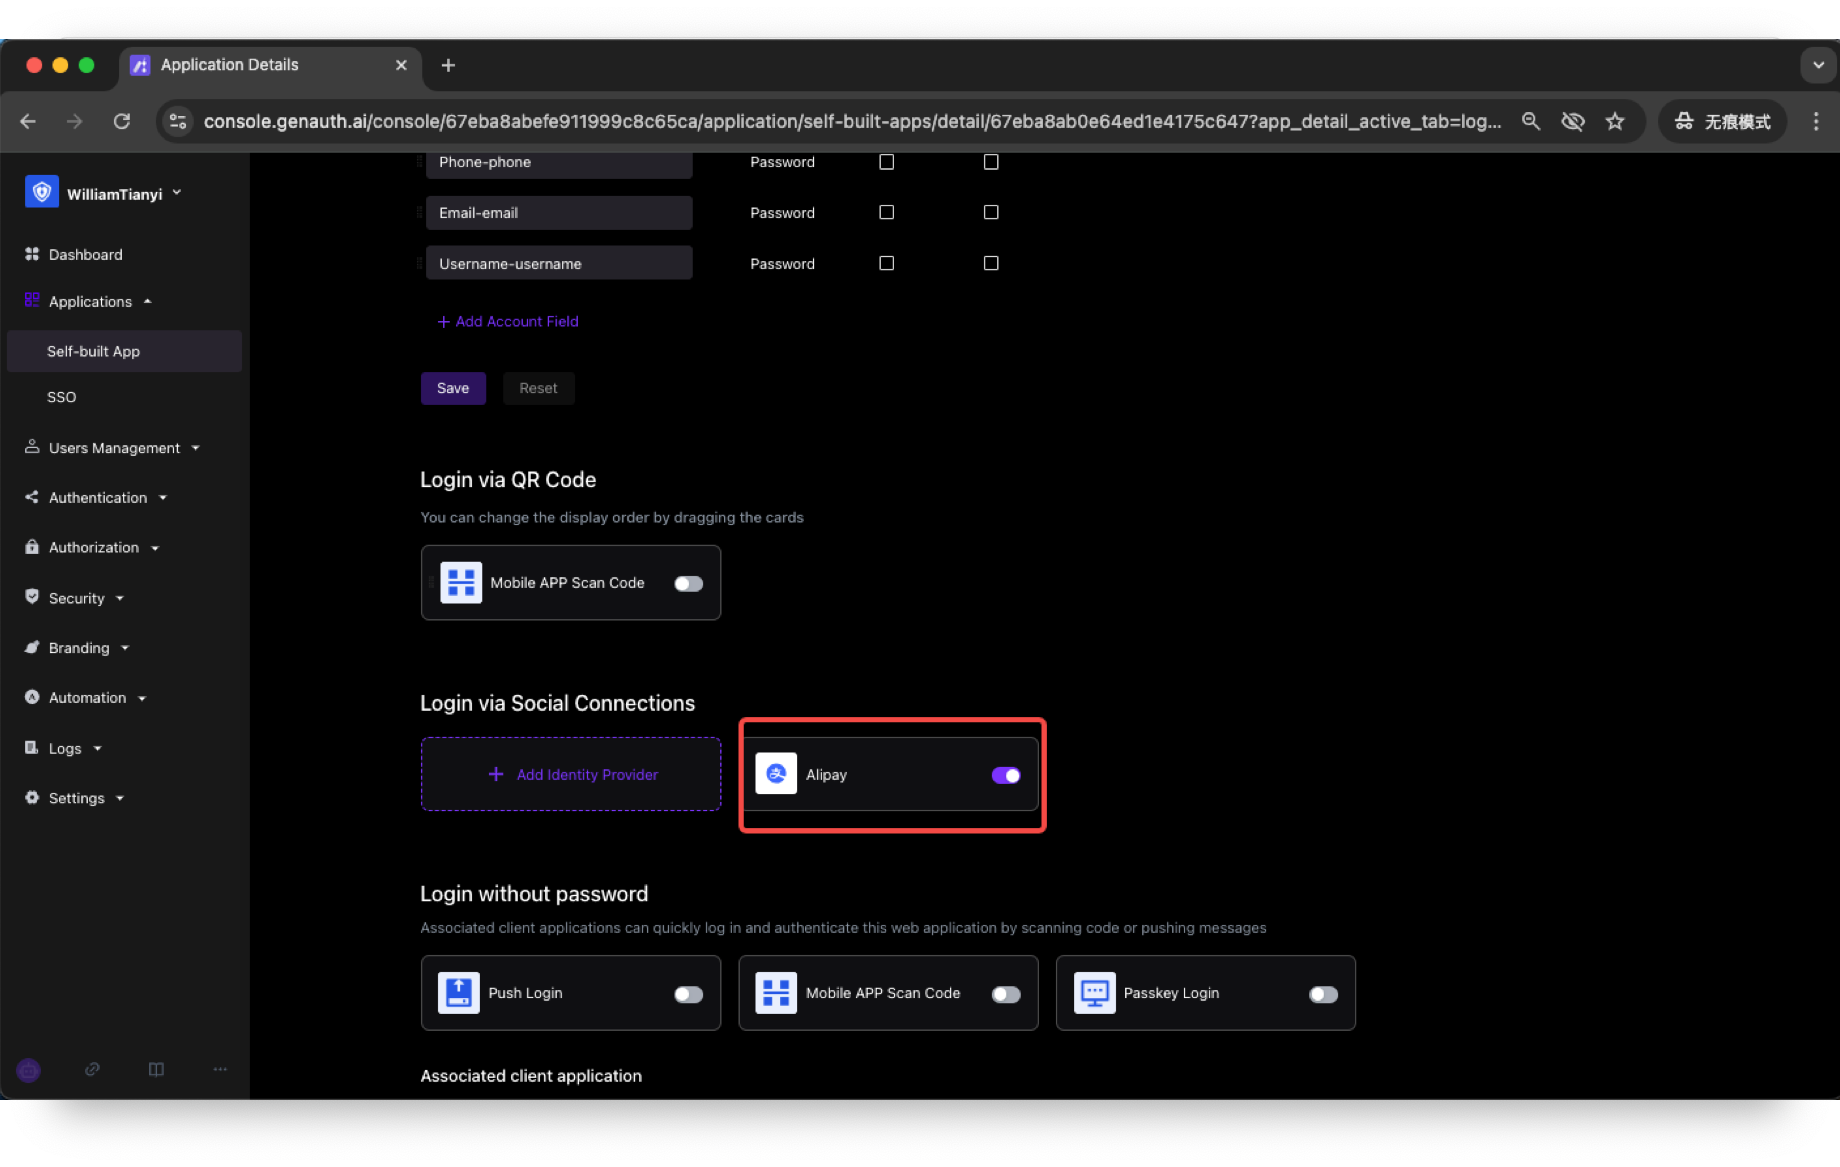 Application Details
console.genauth.ai/console/67eba8abefe911999c8c65ca/application/self-built-apps/detail/67eba8ab0e64ed1e4175c647?app_detail_active_tab=log...
无痕模式
WilliamTianyi
Dashboard
Applications
Self-built App
SSO
Users Management
Authentication
Authorization
Security
Branding
Automation
Logs
Settings
Phone-phone Password
Email-email Password
Username-username Password
+ Add Account Field
Save Reset
Login via QR Code
You can change the display order by dragging the cards
Mobile APP Scan Code
Login via Social Connections
+ Add Identity Provider
Alipay
Login without password
Associated client applications can quickly log in and authenticate this web application by scanning code or pushing messages
Push Login
Mobile APP Scan Code
Passkey Login
Associated client application